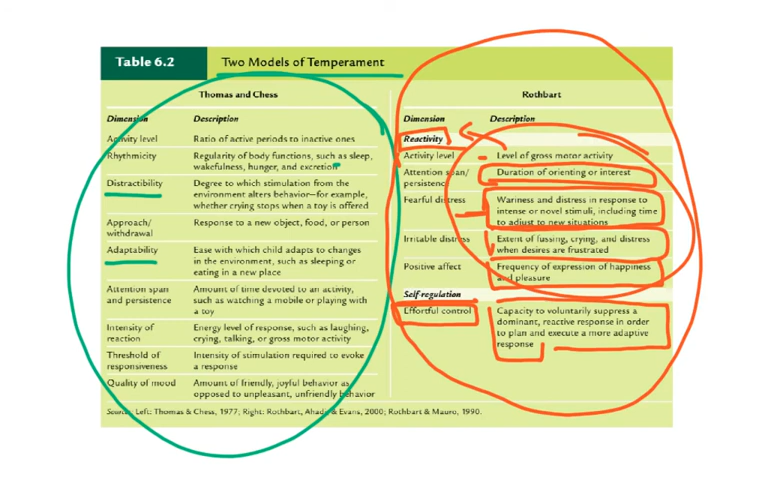 Table 6.2 Two Models of Temperament
Thomas and Chess
Dimension Description
Activity level Ratio of active periods to inactive ones
Rhythmicity Regularity of body functions, such as sleep,
wakefulness, hunger, and excretion
Distractibility Degree to which stimulation from the
environment alters behavior—for example,
whether crying stops when a toy is offered
Approach/ Response to a new object, food, or person
withdrawal
Adaptability Ease with which child adapts to changes
in the environment, such as sleeping or
eating in a new place
Attention span Amount of time devoted to an activity,
and persistence such as watching a mobile or playing with
a toy
Intensity of Energy level of response, such as laughing,
reaction crying, talking, or gross motor activity
Threshold of Intensity of stimulation required to evoke
responsiveness a response
Quality of mood Amount of friendly, joyful behavior as
opposed to unpleasant, unfriendly behavior
Rothbart
Dimension Description
Reactivity
Activity level Level of gross motor activity
Attention span/ Duration of orienting or interest
persistence
Fearful distress Wariness and distress in response to
intense or novel stimuli, including time
to adjust to new situations
Irritable distress Extent of fussing, crying, and distress
when desires are frustrated
Positive affect Frequency of expression of happiness
and pleasure
Self-regulation
Effortful control Capacity to voluntarily suppress a
dominant, reactive response in order
to plan and execute a more adaptive
response
Source: Left: Thomas & Chess, 1977; Right: Rothbart, Ahadi, & Evans, 2000; Rothbart & Mauro, 1990.